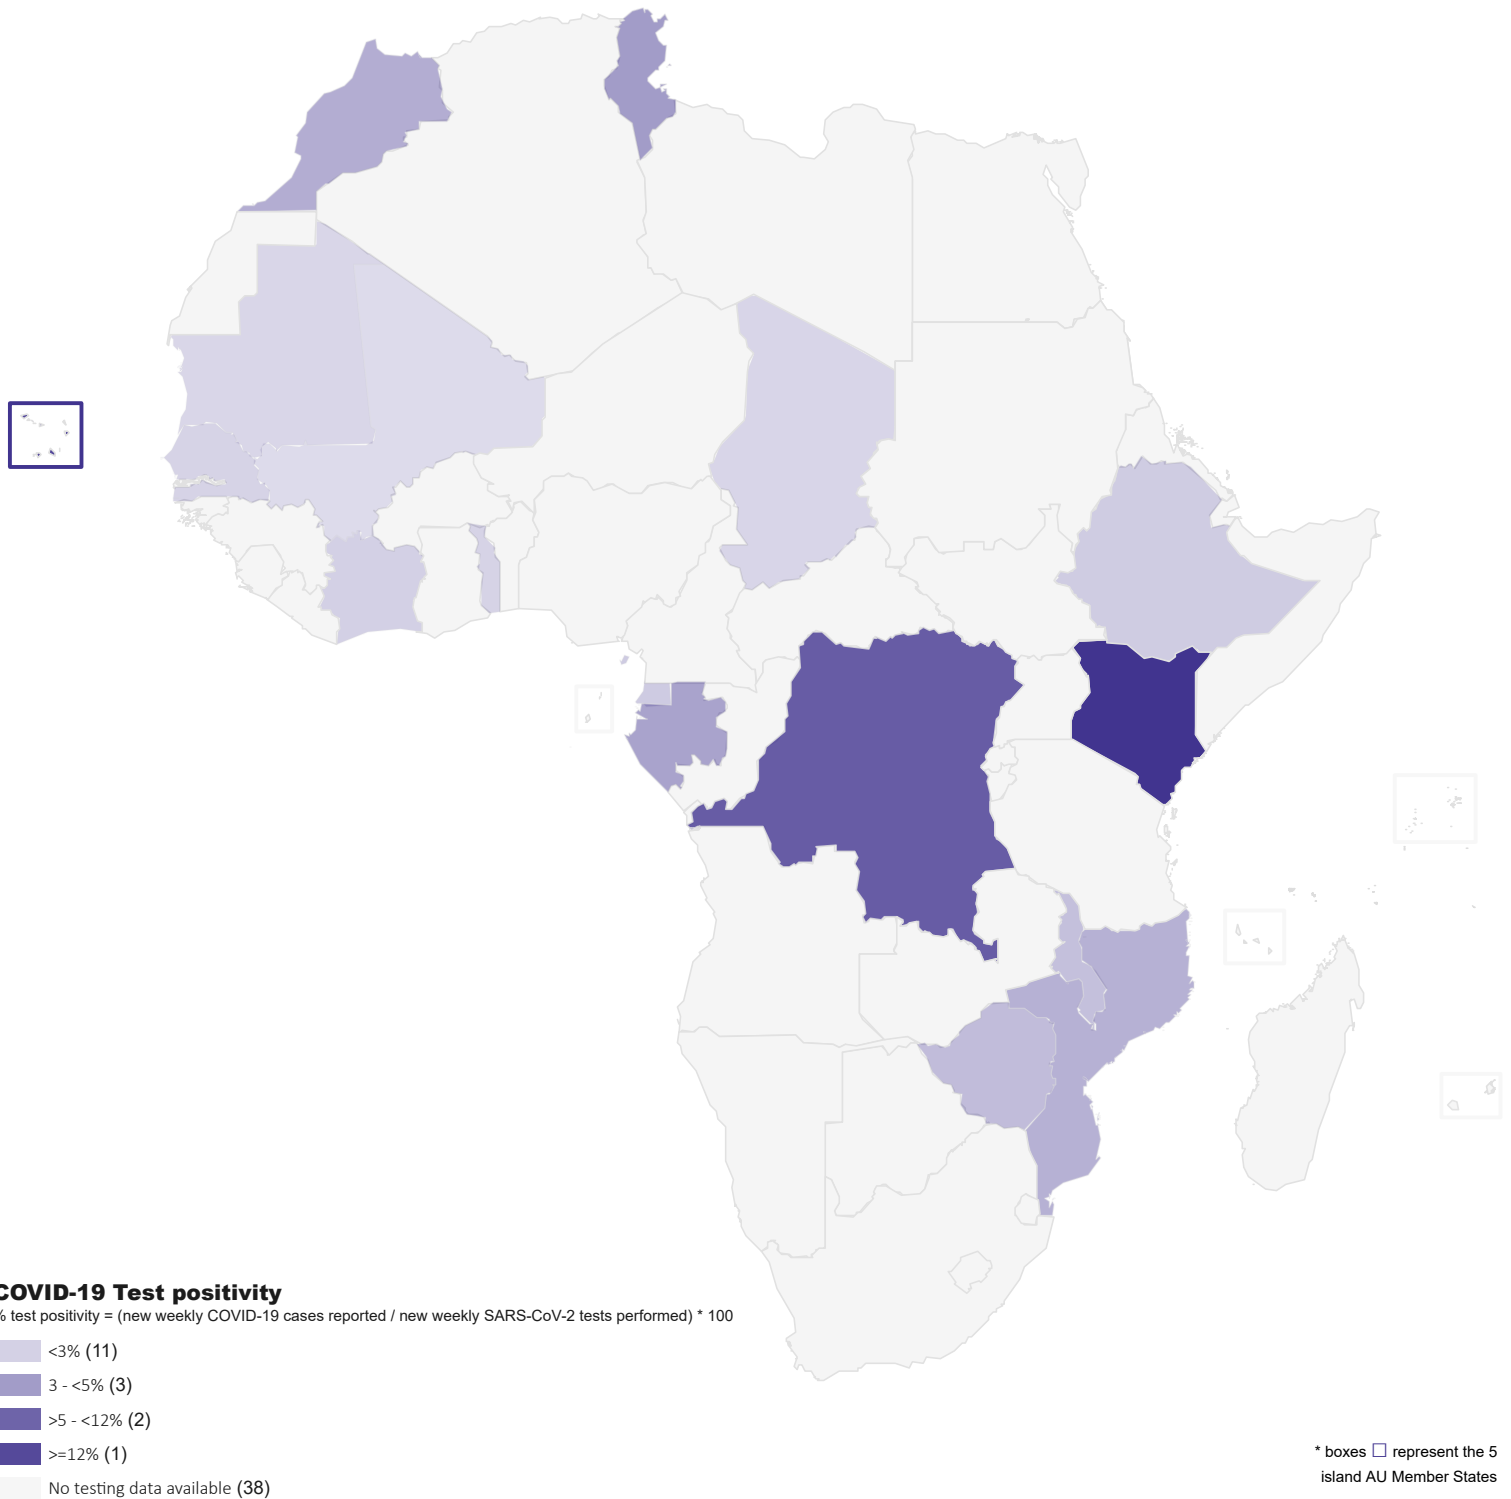 COVID-19 Test positivity
% test positivity = (new weekly COVID-19 cases reported / new weekly SARS-CoV-2 tests performed) * 100
<3% (11)
3 - <5% (3)
>5 - <12% (2)
>=12% (1)
No testing data available (38)
* boxes □ represent the 5
island AU Member States